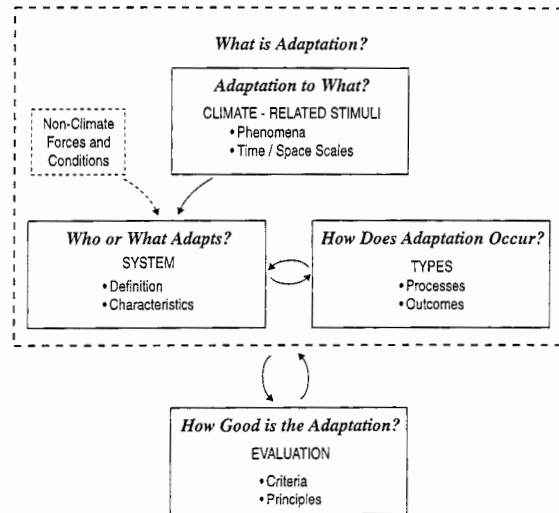 What is Adaptation?
Adaptation to What?
CLIMATE - RELATED STIMULI
• Phenomena
• Time / Space Scales
Non-Climate
Forces and
Conditions
Who or What Adapts?
SYSTEM
• Definition
• Characteristics
How Does Adaptation Occur?
TYPES
• Processes
• Outcomes
How Good is the Adaptation?
EVALUATION
• Criteria
• Principles